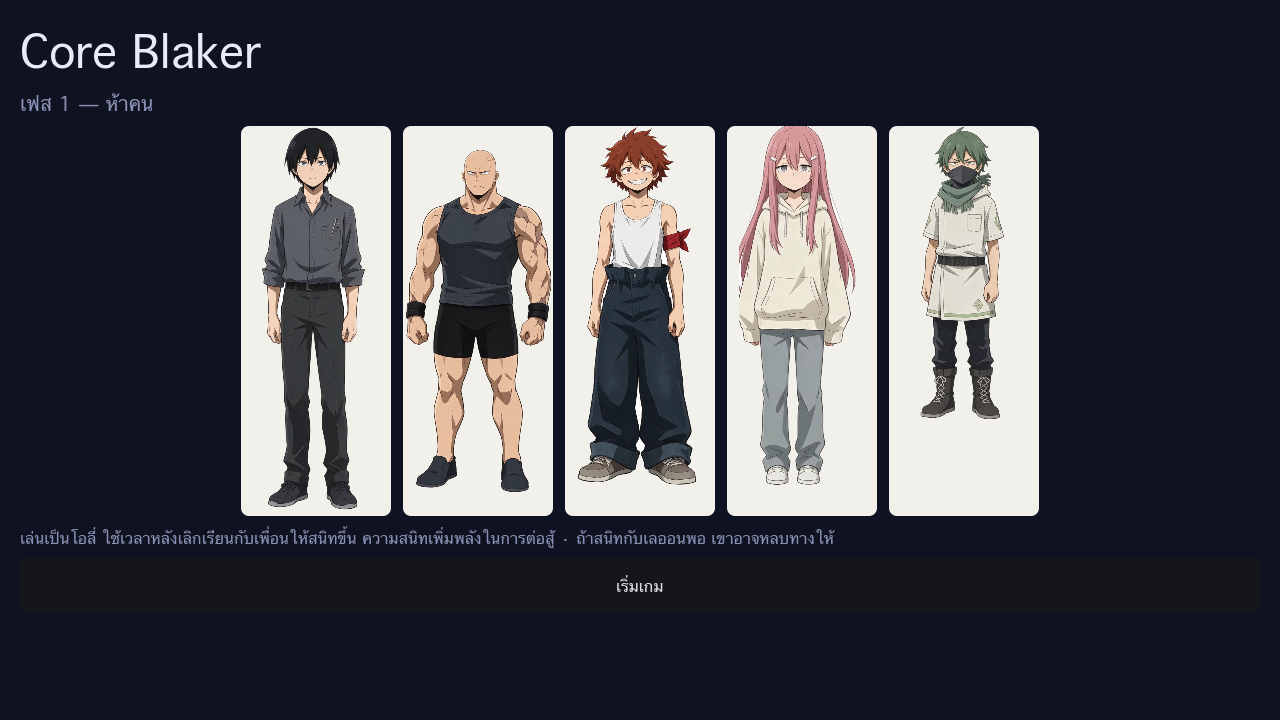 Core Blaker
เฟส 1 — ห้าคน
เล่นเป็นโอลี่ ใช้เวลาหลังเลิกเรียนกับเพื่อนให้สนิทขึ้น ความสนิทเพิ่มพลังในการต่อสู้ · ถ้าสนิทกับเลออนพอ เขาอาจหลบทางให้
เริ่มเกม